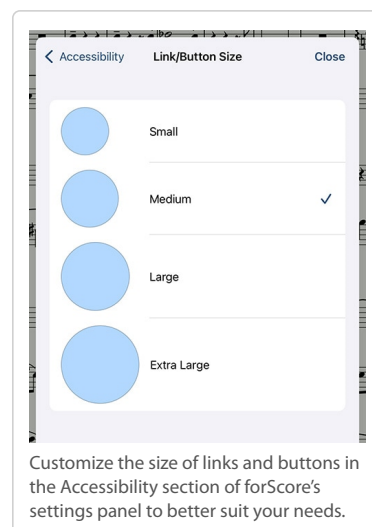 Accessibility Link/Button Size Close
Small
Medium
Large
Extra Large
Customize the size of links and buttons in
the Accessibility section of forScore’s
settings panel to better suit your needs.